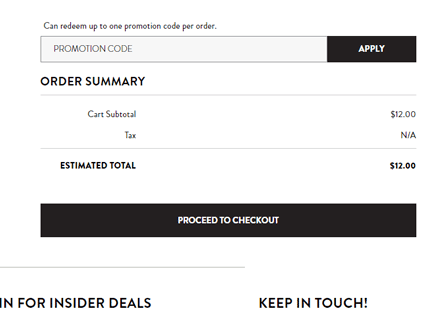 Can redeem up to one promotion code per order.
PROMOTION CODE APPLY
ORDER SUMMARY
Cart Subtotal $12.00
Tax N/A
ESTIMATED TOTAL $12.00
PROCEED TO CHECKOUT
IN FOR INSIDER DEALS KEEP IN TOUCH!